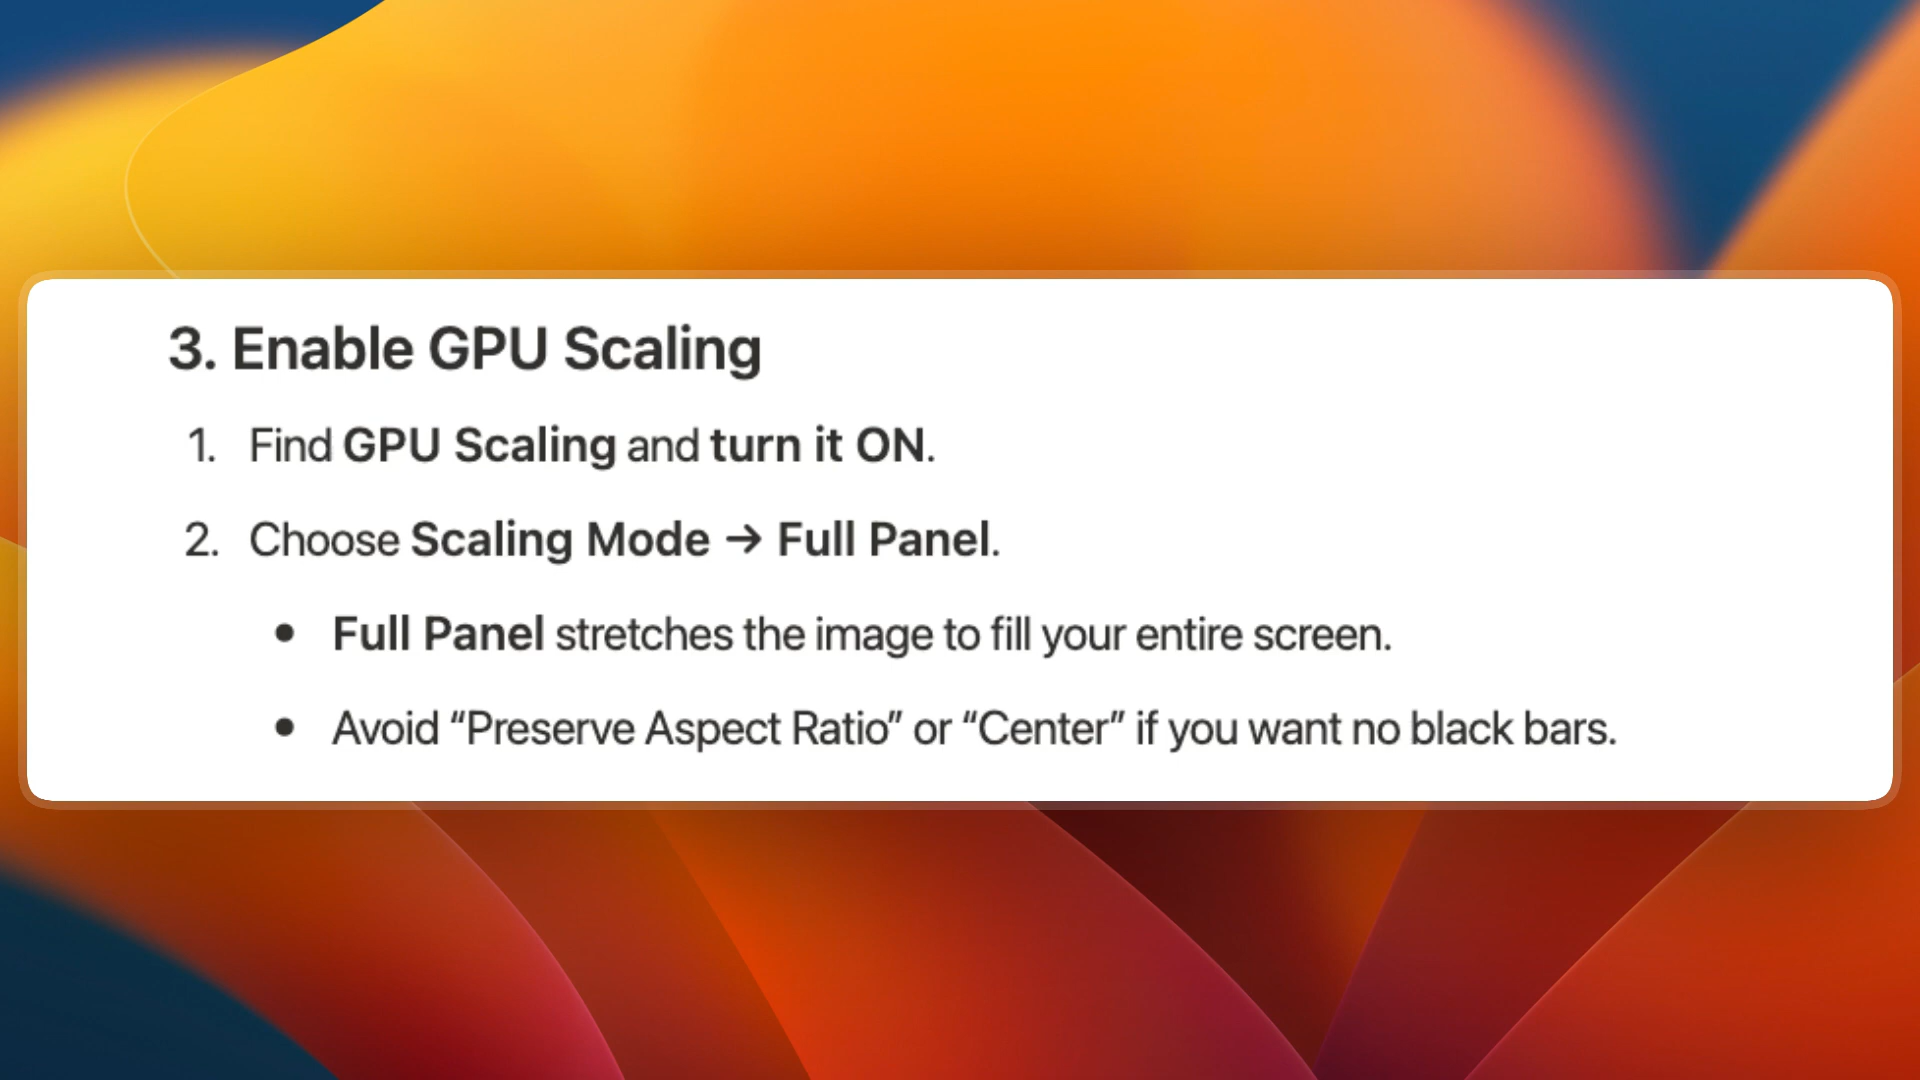 3. Enable GPU Scaling
1. Find GPU Scaling and turn it ON.
2. Choose Scaling Mode → Full Panel.
• Full Panel stretches the image to fill your entire screen.
• Avoid “Preserve Aspect Ratio” or “Center” if you want no black bars.